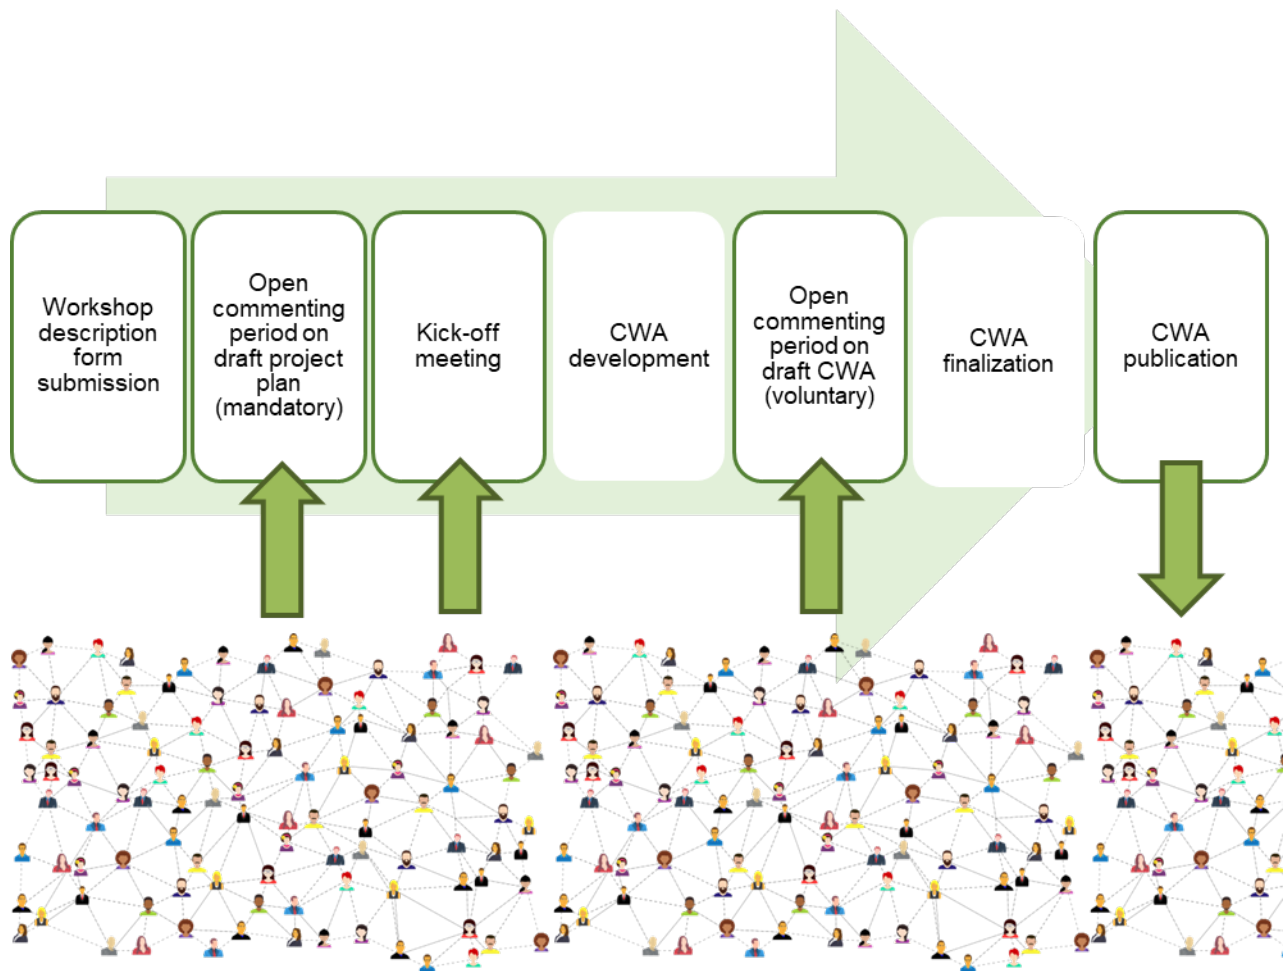 Workshop
description
form
submission
Open
commenting
period on
draft project
plan
(mandatory)
Kick-off
meeting
CWA
development
Open
commenting
period on
draft CWA
(voluntary)
CWA
finalization
CWA
publication